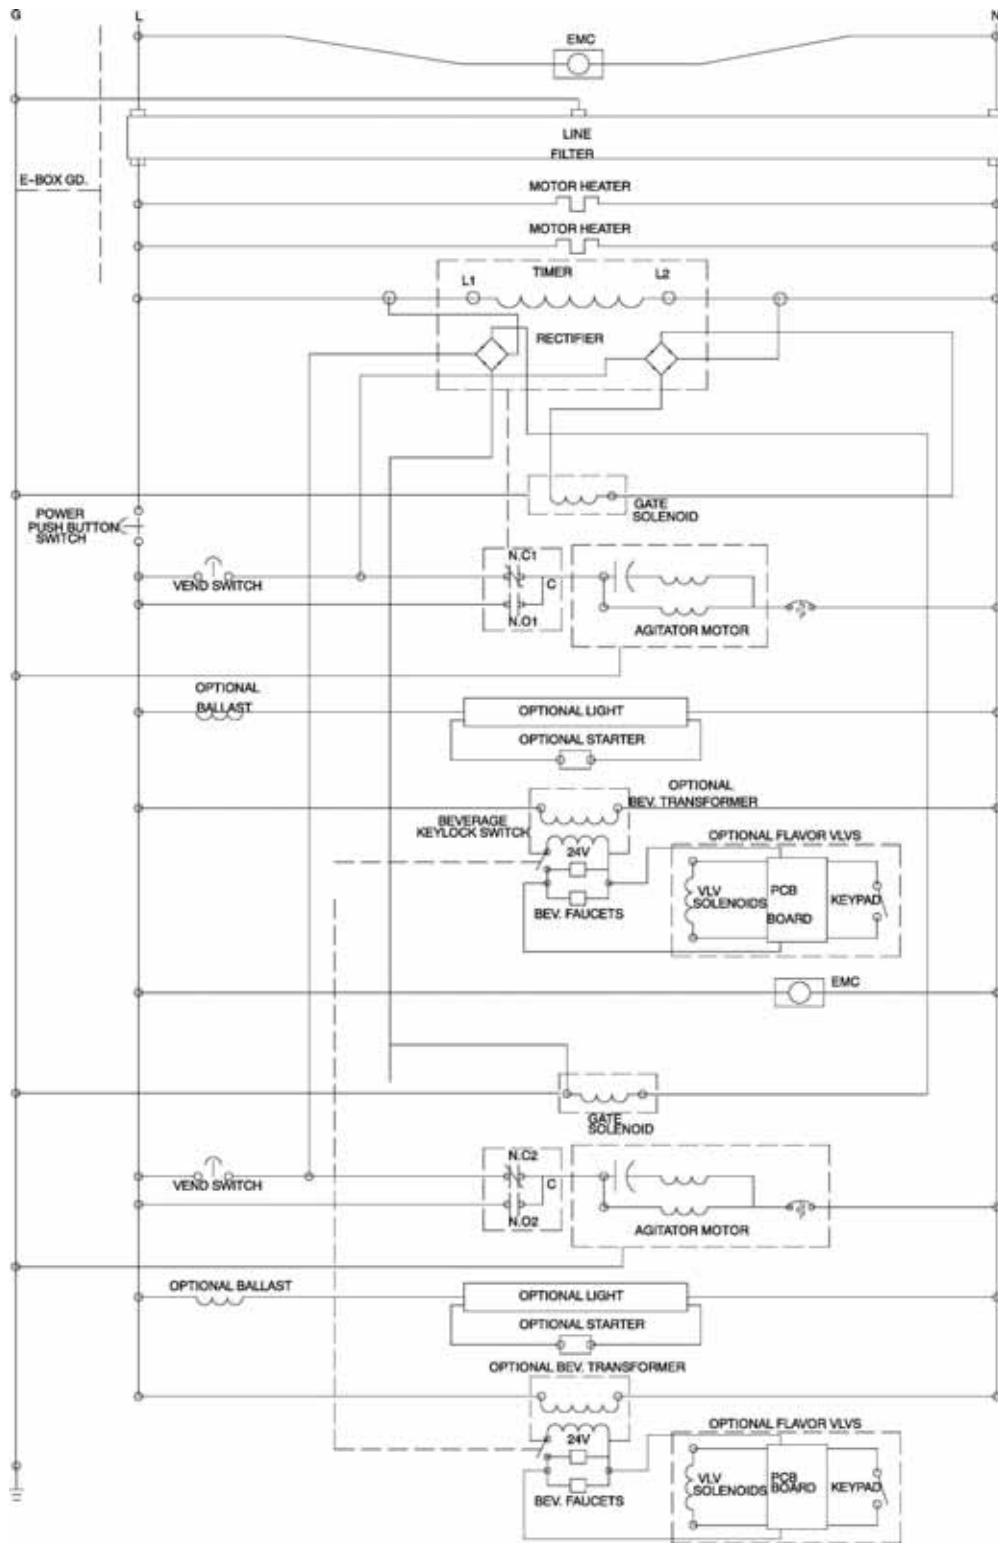 G L N
EMC
LINE
FILTER
E-BOX GD.
MOTOR HEATER
MOTOR HEATER
TIMER
L1 L2
RECTIFIER
GATE
SOLENOID
POWER
PUSH BUTTON
SWITCH
N.C1
VEND SWITCH
C
N.O1
AGITATOR MOTOR
OPTIONAL
BALLAST
OPTIONAL LIGHT
OPTIONAL STARTER
OPTIONAL
BEV. TRANSFORMER
BEVERAGE
KEYLOCK SWITCH
24V
BEV. FAUCETS
OPTIONAL FLAVOR VLVS
VLV
SOLENOIDS
PCB
BOARD
KEYPAD
EMC
GATE
SOLENOID
N.C2
VEND SWITCH
C
N.O2
AGITATOR MOTOR
OPTIONAL BALLAST
OPTIONAL LIGHT
OPTIONAL STARTER
OPTIONAL BEV. TRANSFORMER
24V
BEV. FAUCETS
OPTIONAL FLAVOR VLVS
VLV
SOLENOIDS
PCB
BOARD
KEYPAD